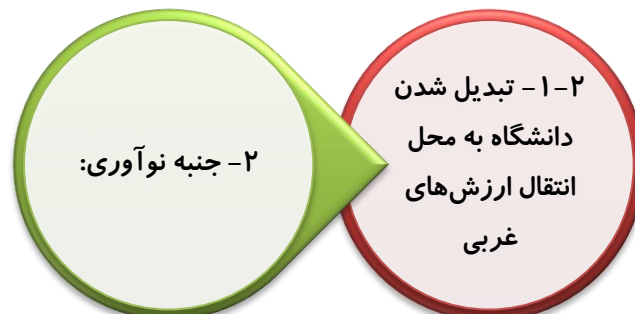 ۲- جنبه نوآوری:
۲-۱- تبدیل شدن
دانشگاه به محل
انتقال ارزش‌های
غربی